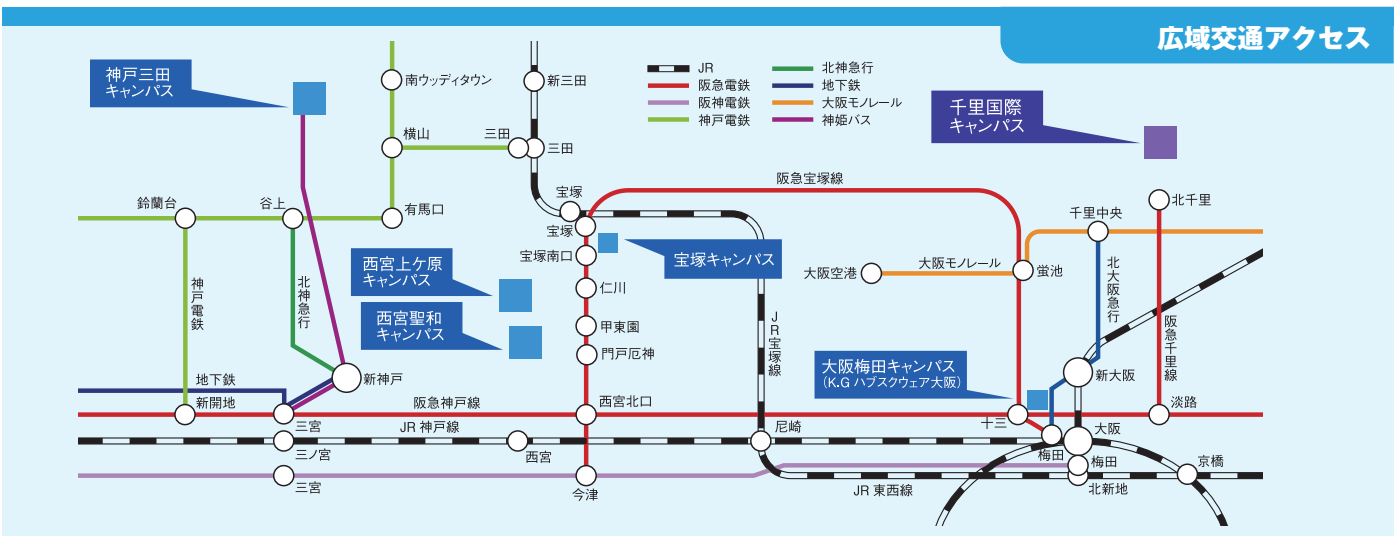 広域交通アクセス
神戸三田
キャンパス
南ウッディタウン
新三田
JR
阪急電鉄
阪神電鉄
神戸電鉄
北神急行
地下鉄
大阪モノレール
神姫バス
千里国際
キャンパス
横山
三田
三田
阪急宝塚線
宝塚
宝塚
鈴蘭台
谷上
有馬口
北千里
千里中央
西宮上ケ原
キャンパス
宝塚南口
宝塚キャンパス
大阪空港
大阪モノレール
蛍池
北大阪急行
神戸電鉄
北神急行
仁川
西宮聖和
キャンパス
甲東園
JR宝塚線
阪急千里線
門戸厄神
大阪梅田キャンパス
(K.G ハブスクウェア大阪)
地下鉄
新神戸
新大阪
新開地
阪急神戸線
西宮北口
淡路
三宮
JR 神戸線
尼崎
十三
大阪
三ノ宮
西宮
梅田
梅田
京橋
三宮
今津
JR 東西線
北新地